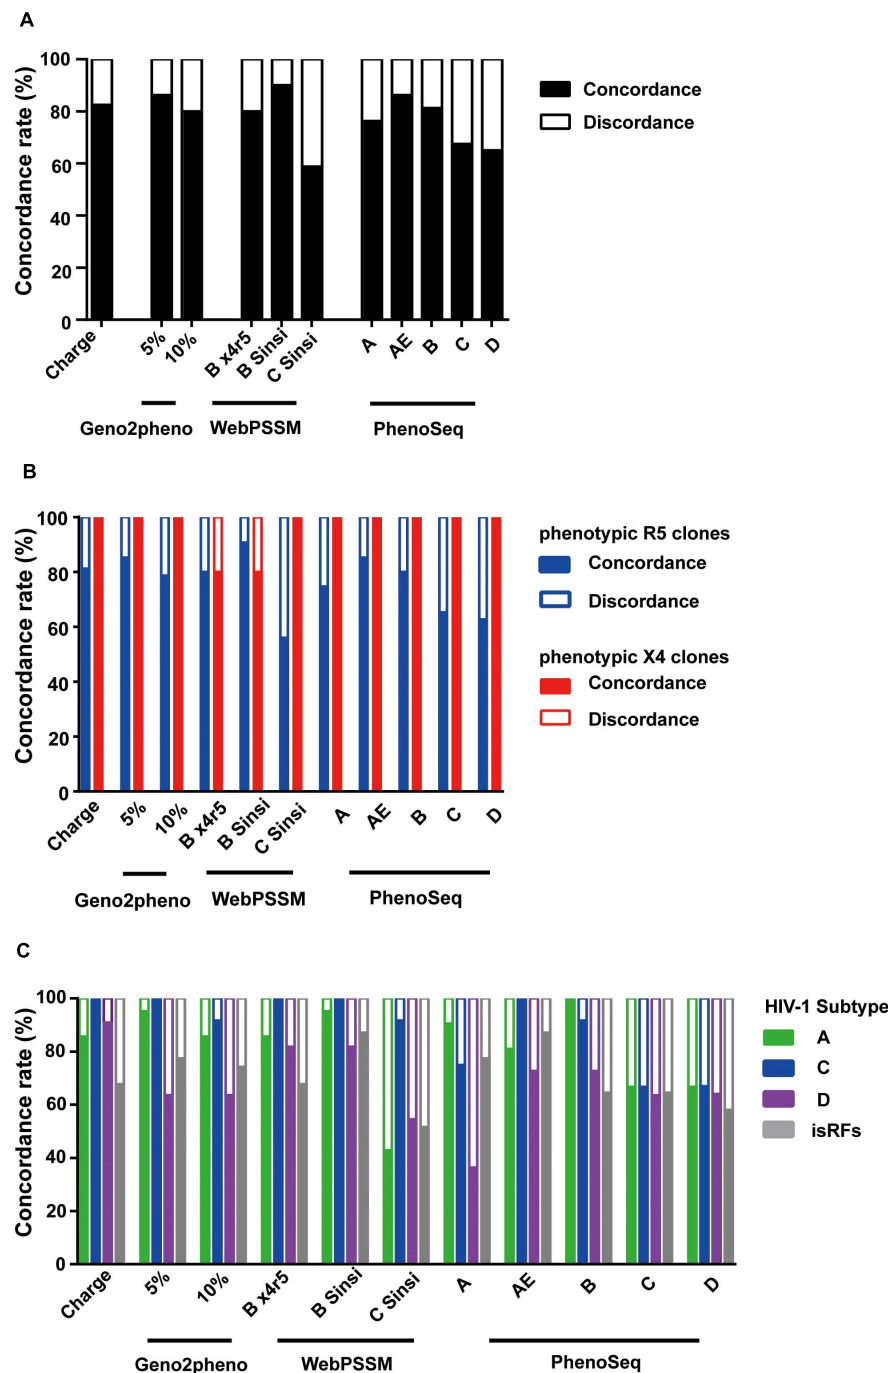 A
Concordance rate (%)
100
80
60
40
20
0
Concordance
Discordance
Charge
5%
10%
B x4r5
B Sinsi
C Sinsi
A
AE
B
C
D
Geno2pheno
WebPSSM
PhenoSeq
B
Concordance rate (%)
100
80
60
40
20
0
phenotypic R5 clones
Concordance
Discordance
phenotypic X4 clones
Concordance
Discordance
Charge
5%
10%
B x4r5
B Sinsi
C Sinsi
A
AE
B
C
D
Geno2pheno
WebPSSM
PhenoSeq
C
Concordance rate (%)
100
80
60
40
20
0
HIV-1 Subtype
A
C
D
isRFs
Charge
5%
10%
B x4r5
B Sinsi
C Sinsi
A
AE
B
C
D
Geno2pheno
WebPSSM
PhenoSeq